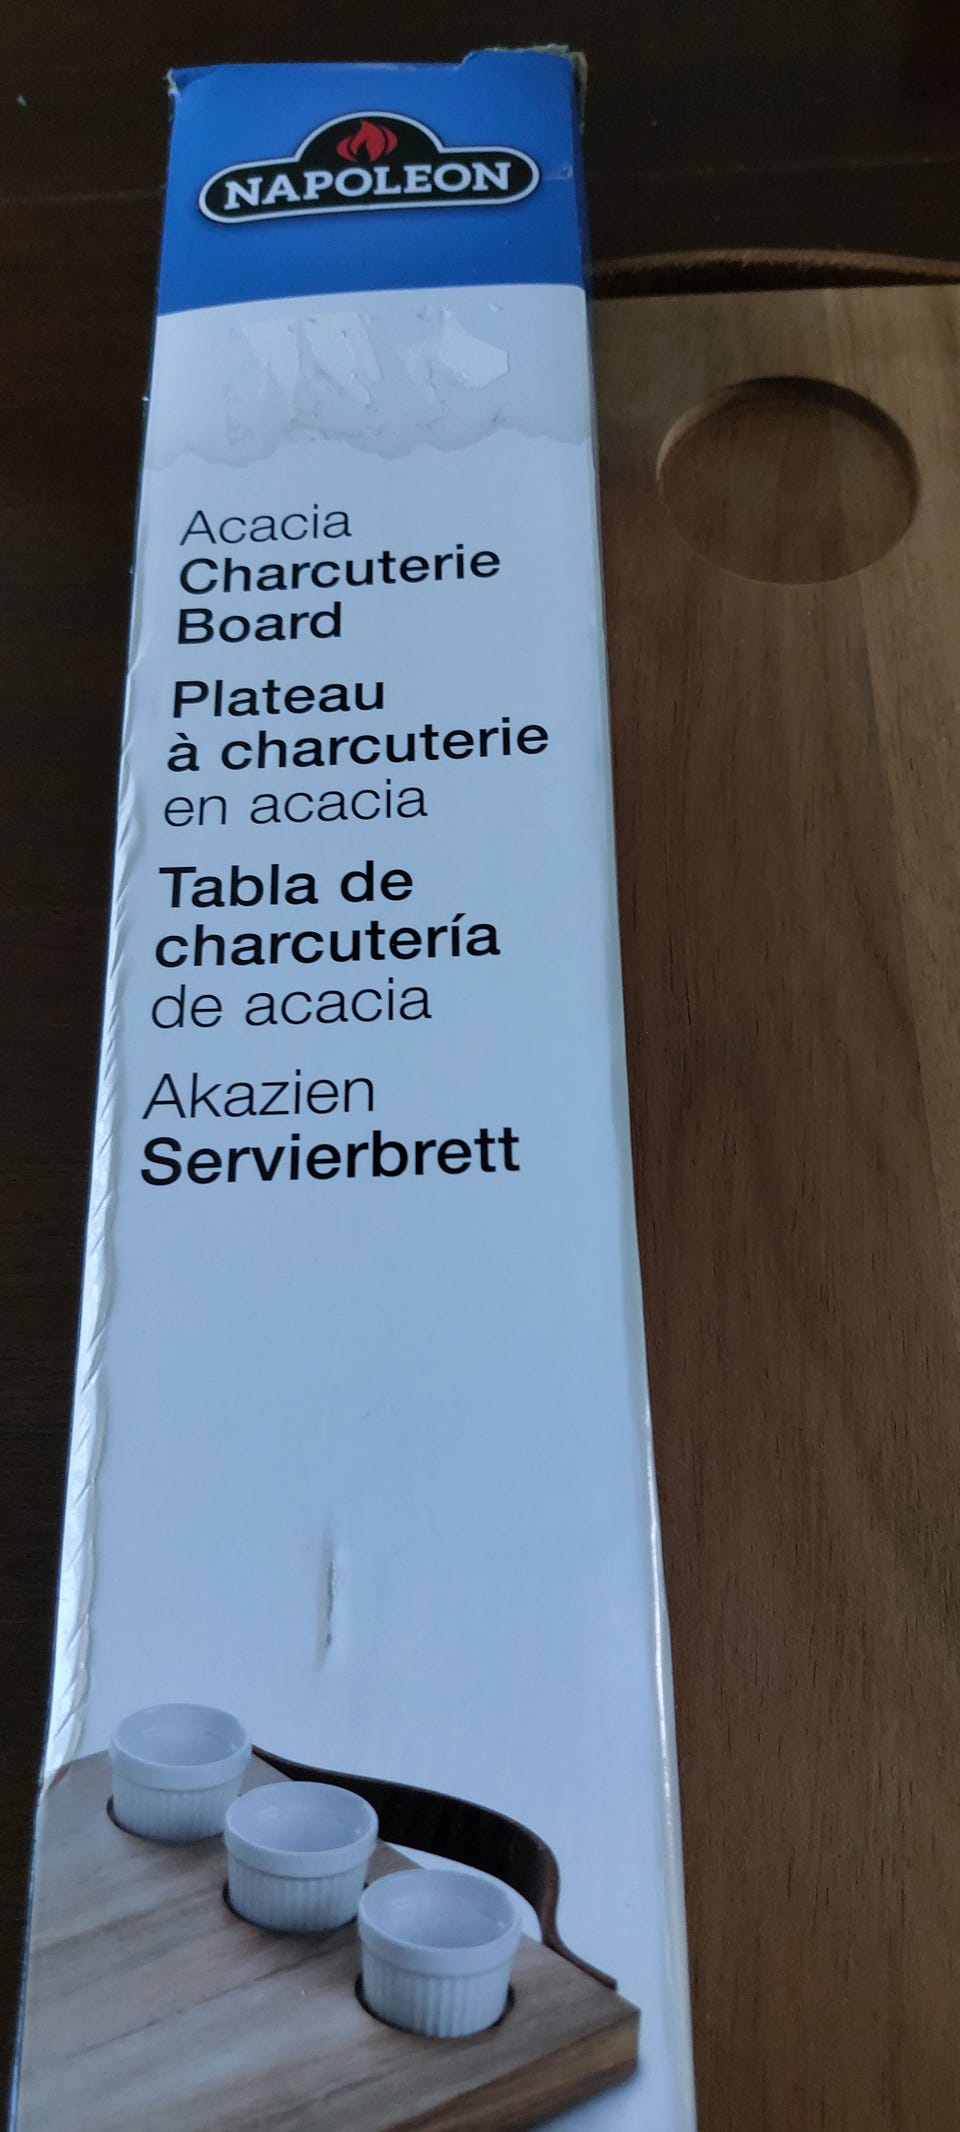 NAPOLEON
Acacia
Charcuterie
Board
Plateau
à charcuterie
en acacia
Tabla de
charcutería
de acacia
Akazien
Servierbrett